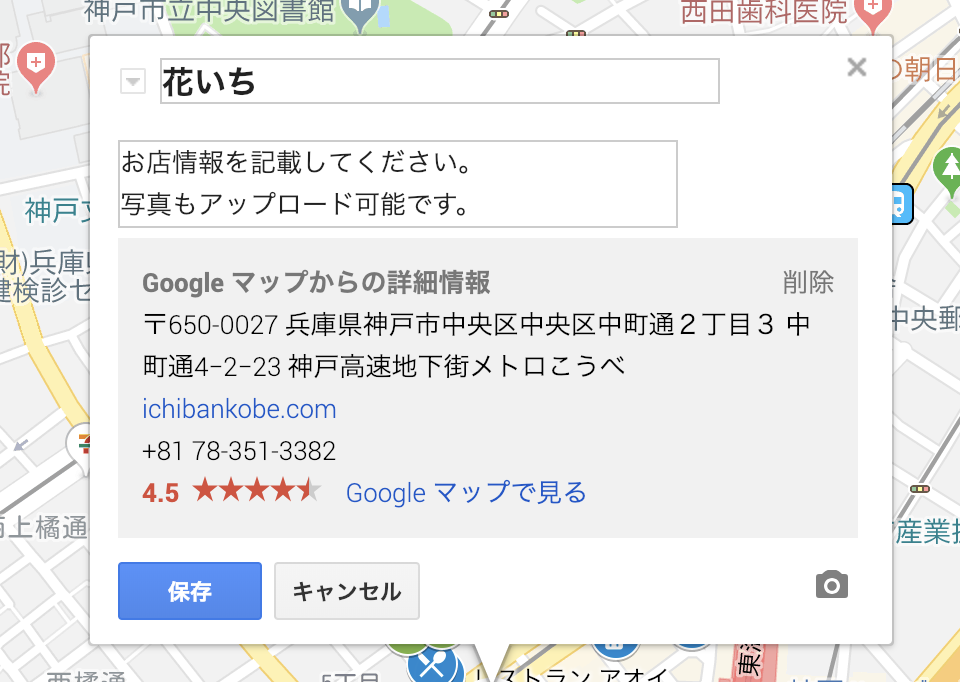 神戸市立中央図書館
西田歯科医院
花いち
の朝日
お店情報を記載してください。
写真もアップロード可能です。
神戸文
財)兵庫県
健検診セ
Google マップからの詳細情報
削除
〒650-0027 兵庫県神戸市中央区中央区中町通２丁目３ 中
町通4−2−23 神戸高速地下街メトロこうべ
中央郵
ichibankobe.com
+81 78-351-3382
4.5
Google マップで見る
上橘通
産業振
保存
キャンセル
レストラン アオイ
西橘通
5丁目